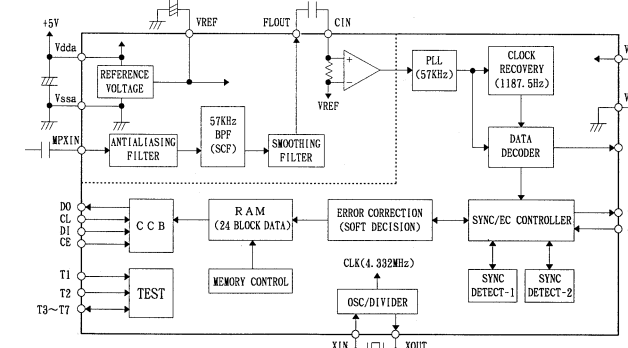 +5V
VREF
FLOUT
CIN
Vdda
REFERENCE
VOLTAGE
Vssa
+
−
VREF
PLL
(57KHz)
CLOCK
RECOVERY
(1187.5Hz)
MPXIN
ANTIALIASING
FILTER
57KHz
BPF
(SCF)
SMOOTHING
FILTER
DATA
DECODER
DO
CL
DI
CE
CCB
RAM
(24 BLOCK DATA)
ERROR CORRECTION
(SOFT DECISION)
SYNC/EC CONTROLLER
T1
T2
T3~T7
TEST
MEMORY CONTROL
CLK(4.332MHz)
OSC/DIVIDER
SYNC
DETECT-1
SYNC
DETECT-2
XIN
XOUT